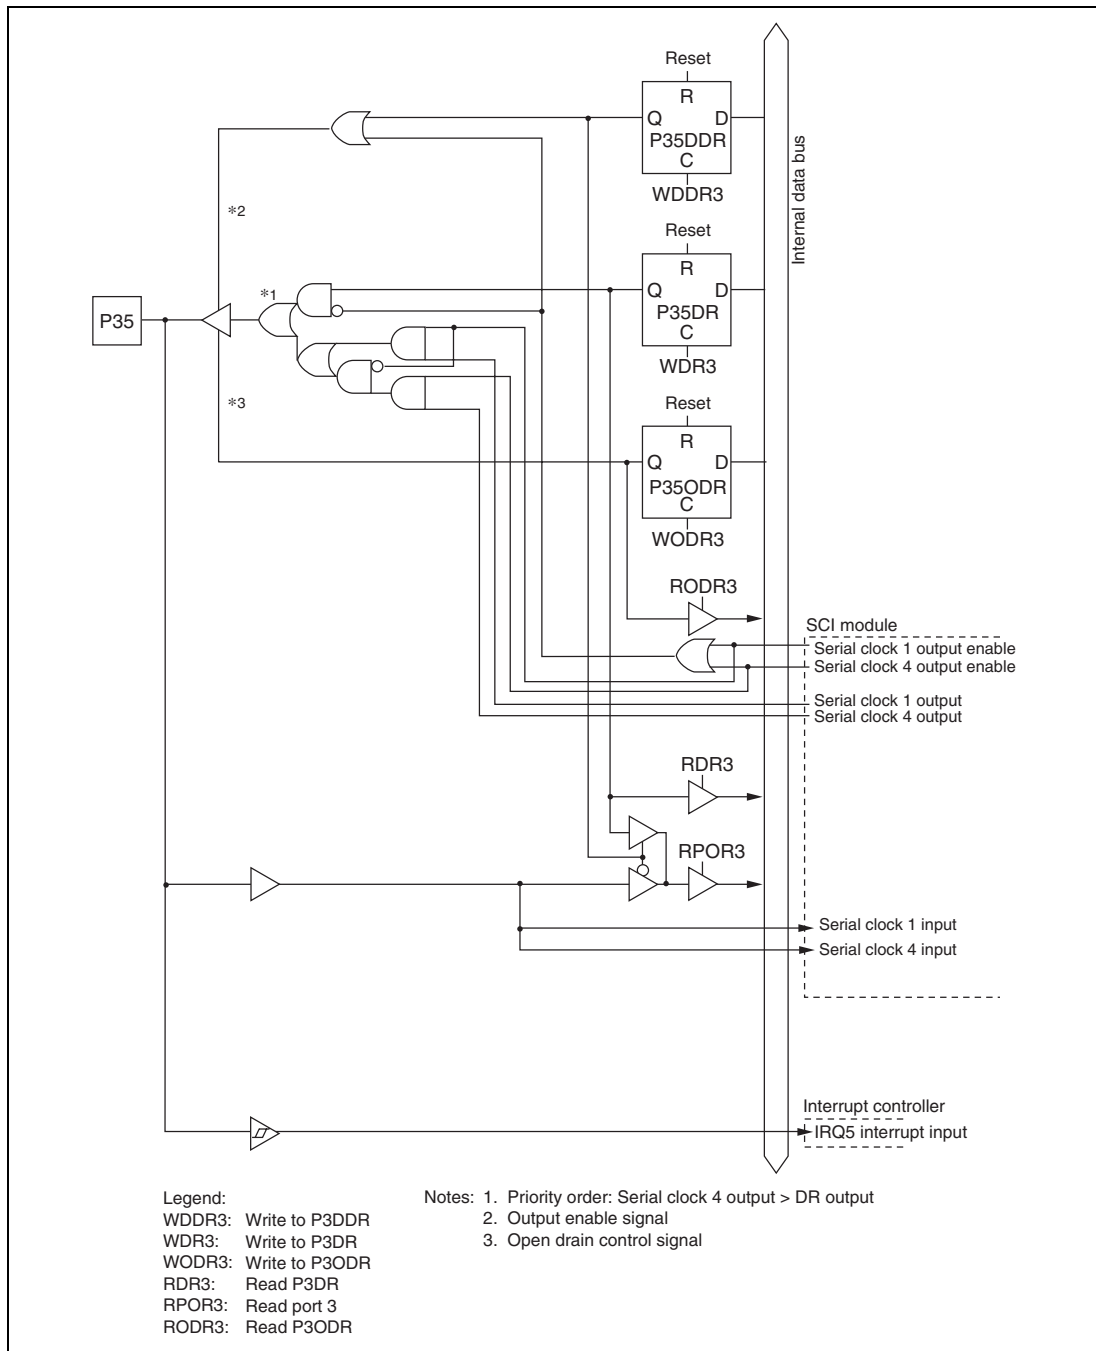 Reset
R
Q D
P35DDR
C
WDDR3
Internal data bus
*2
Reset
R
*1
Q D
P35
P35DR
C
WDR3
*3
Reset
R
Q D
P35ODR
C
WODR3
RODR3
SCI module
Serial clock 1 output enable
Serial clock 4 output enable
Serial clock 1 output
Serial clock 4 output
RDR3
RPOR3
Serial clock 1 input
Serial clock 4 input
Interrupt controller
IRQ5 interrupt input
Legend:
WDDR3: Write to P3DDR
WDR3: Write to P3DR
WODR3: Write to P3ODR
RDR3: Read P3DR
RPOR3: Read port 3
RODR3: Read P3ODR
Notes: 1. Priority order: Serial clock 4 output > DR output
2. Output enable signal
3. Open drain control signal